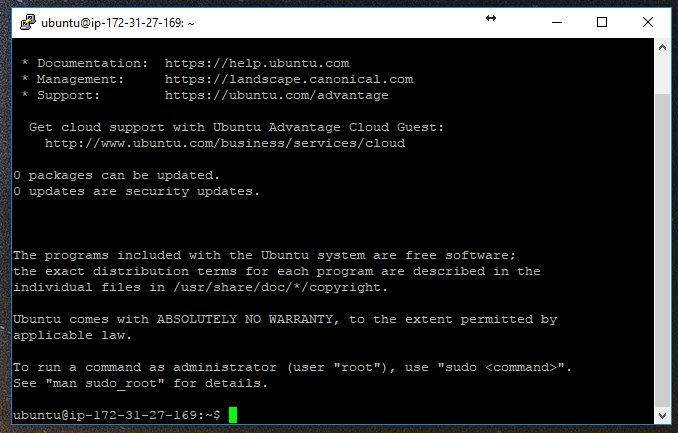 ubuntu@ip-172-31-27-169: ~
* Documentation:  https://help.ubuntu.com
* Management:     https://landscape.canonical.com
* Support:        https://ubuntu.com/advantage
Get cloud support with Ubuntu Advantage Cloud Guest:
http://www.ubuntu.com/business/services/cloud
0 packages can be updated.
0 updates are security updates.
The programs included with the Ubuntu system are free software;
the exact distribution terms for each program are described in the
individual files in /usr/share/doc/*/copyright.
Ubuntu comes with ABSOLUTELY NO WARRANTY, to the extent permitted by
applicable law.
To run a command as administrator (user "root"), use "sudo <command>".
See "man sudo_root" for details.
ubuntu@ip-172-31-27-169:~$